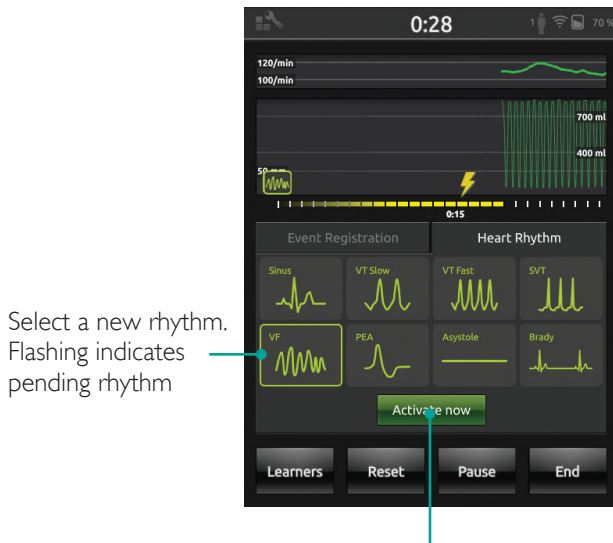 0:28
1
70 %
120/min
100/min
700 ml
400 ml
0:15
Event Registration
Heart Rhythm
Sinus
VT Slow
VT Fast
SVT
VF
PEA
Asystole
Brady
Select a new rhythm.
Flashing indicates
pending rhythm
Activate now
Learners
Reset
Pause
End